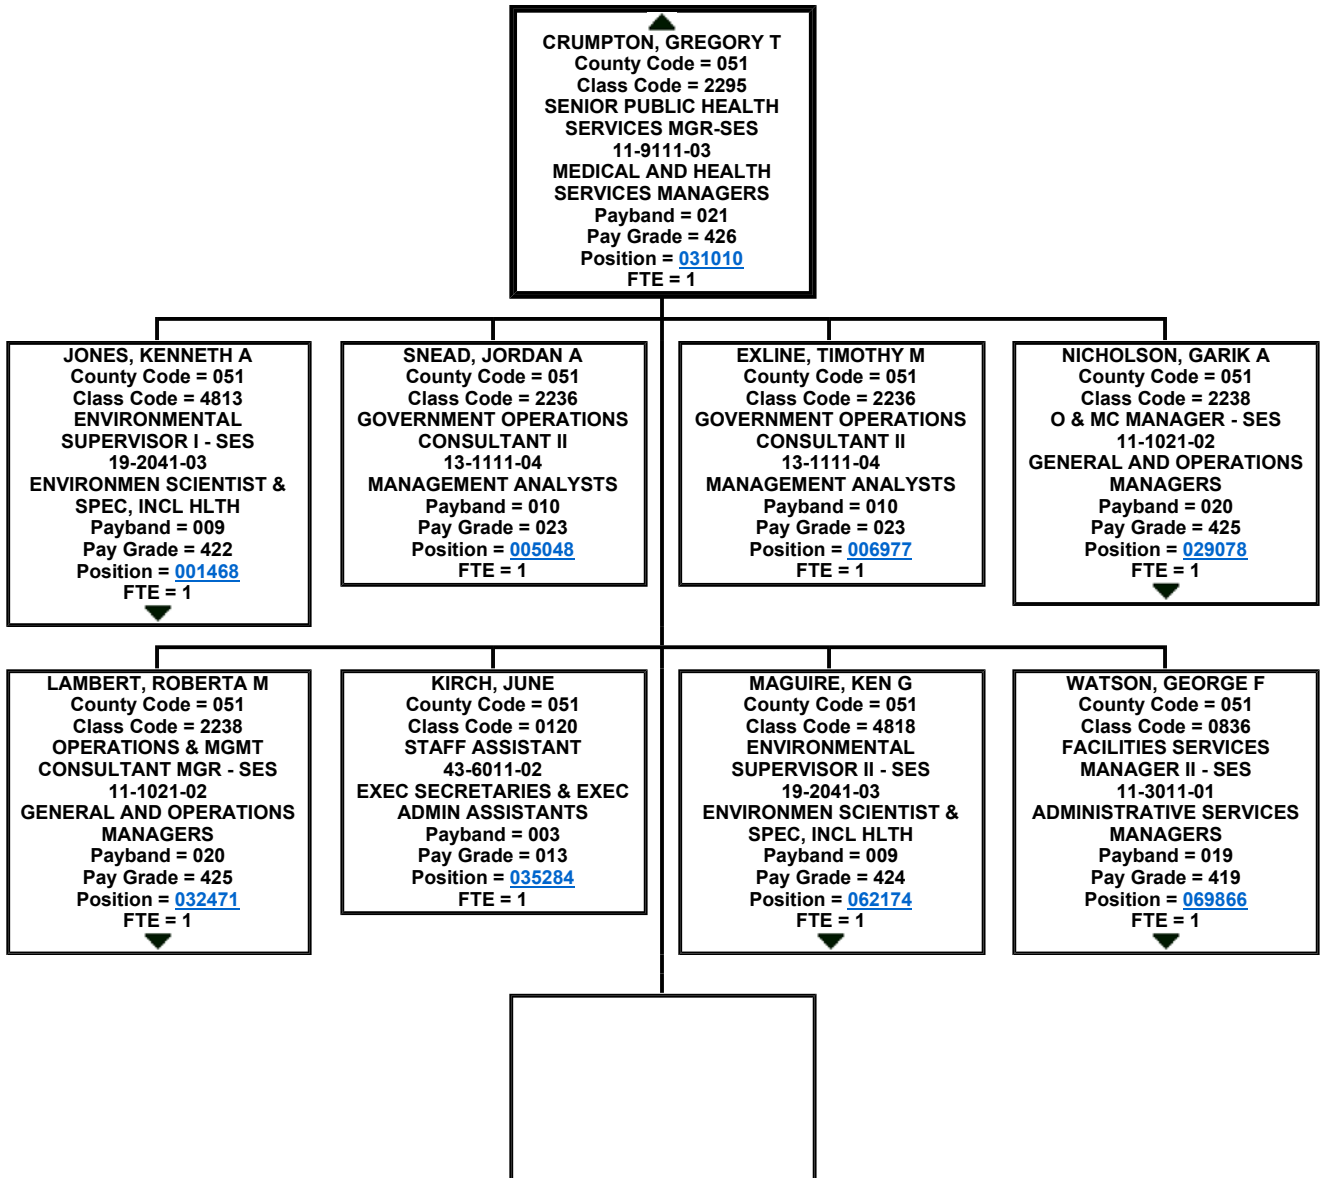 CRUMPTON, GREGORY T
County Code = 051
Class Code = 2295
SENIOR PUBLIC HEALTH
SERVICES MGR-SES
11-9111-03
MEDICAL AND HEALTH
SERVICES MANAGERS
Payband = 021
Pay Grade = 426
Position = 031010
FTE = 1
JONES, KENNETH A
County Code = 051
Class Code = 4813
ENVIRONMENTAL
SUPERVISOR I - SES
19-2041-03
ENVIRONMEN SCIENTIST &
SPEC, INCL HLTH
Payband = 009
Pay Grade = 422
Position = 001468
FTE = 1
SNEAD, JORDAN A
County Code = 051
Class Code = 2236
GOVERNMENT OPERATIONS
CONSULTANT II
13-1111-04
MANAGEMENT ANALYSTS
Payband = 010
Pay Grade = 023
Position = 005048
FTE = 1
EXLINE, TIMOTHY M
County Code = 051
Class Code = 2236
GOVERNMENT OPERATIONS
CONSULTANT II
13-1111-04
MANAGEMENT ANALYSTS
Payband = 010
Pay Grade = 023
Position = 006977
FTE = 1
NICHOLSON, GARIK A
County Code = 051
Class Code = 2238
O & MC MANAGER - SES
11-1021-02
GENERAL AND OPERATIONS
MANAGERS
Payband = 020
Pay Grade = 425
Position = 029078
FTE = 1
LAMBERT, ROBERTA M
County Code = 051
Class Code = 2238
OPERATIONS & MGMT
CONSULTANT MGR - SES
11-1021-02
GENERAL AND OPERATIONS
MANAGERS
Payband = 020
Pay Grade = 425
Position = 032471
FTE = 1
KIRCH, JUNE
County Code = 051
Class Code = 0120
STAFF ASSISTANT
43-6011-02
EXEC SECRETARIES & EXEC
ADMIN ASSISTANTS
Payband = 003
Pay Grade = 013
Position = 035284
FTE = 1
MAGUIRE, KEN G
County Code = 051
Class Code = 4818
ENVIRONMENTAL
SUPERVISOR II - SES
19-2041-03
ENVIRONMEN SCIENTIST &
SPEC, INCL HLTH
Payband = 009
Pay Grade = 424
Position = 062174
FTE = 1
WATSON, GEORGE F
County Code = 051
Class Code = 0836
FACILITIES SERVICES
MANAGER II - SES
11-3011-01
ADMINISTRATIVE SERVICES
MANAGERS
Payband = 019
Pay Grade = 419
Position = 069866
FTE = 1